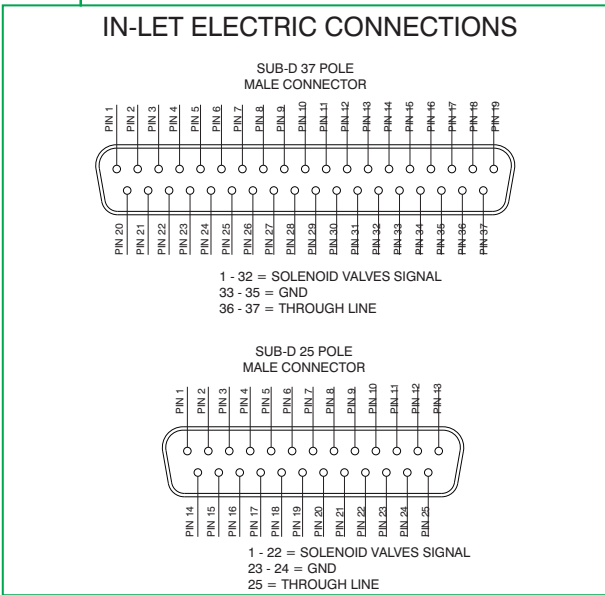 IN-LET ELECTRIC CONNECTIONS
SUB-D 37 POLE
MALE CONNECTOR
PIN 1 PIN 2 PIN 3 PIN 4 PIN 5 PIN 6 PIN 7 PIN 8 PIN 9 PIN 10 PIN 11 PIN 12 PIN 13 PIN 14 PIN 15 PIN 16 PIN 17 PIN 18 PIN 19
PIN 20 PIN 21 PIN 22 PIN 23 PIN 24 PIN 25 PIN 26 PIN 27 PIN 28 PIN 29 PIN 30 PIN 31 PIN 32 PIN 33 PIN 34 PIN 35 PIN 36 PIN 37
1 - 32 = SOLENOID VALVES SIGNAL
33 - 35 = GND
36 - 37 = THROUGH LINE
SUB-D 25 POLE
MALE CONNECTOR
PIN 1 PIN 2 PIN 3 PIN 4 PIN 5 PIN 6 PIN 7 PIN 8 PIN 9 PIN 10 PIN 11 PIN 12 PIN 13
PIN 14 PIN 15 PIN 16 PIN 17 PIN 18 PIN 19 PIN 20 PIN 21 PIN 22 PIN 23 PIN 24 PIN 25
1 - 22 = SOLENOID VALVES SIGNAL
23 - 24 = GND
25 = THROUGH LINE